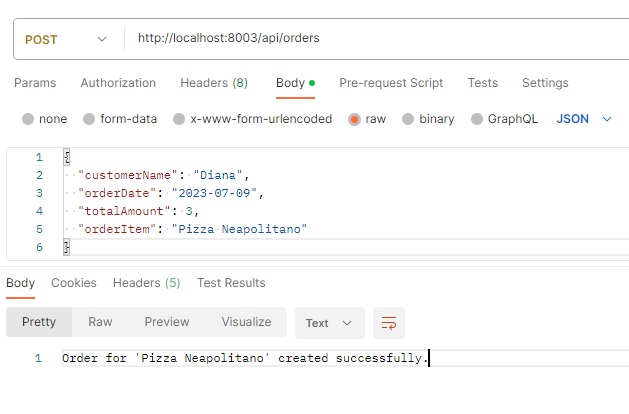 POST http://localhost:8003/api/orders
Params Authorization Headers (8) Body Pre-request Script Tests Settings
none form-data x-www-form-urlencoded raw binary GraphQL JSON
1 {
2 "customerName": "Diana",
3 "orderDate": "2023-07-09",
4 "totalAmount": 3,
5 "orderItem": "Pizza Neapolitano"
6 }
Body Cookies Headers (5) Test Results
Pretty Raw Preview Visualize Text
1 Order for 'Pizza Neapolitano' created successfully.